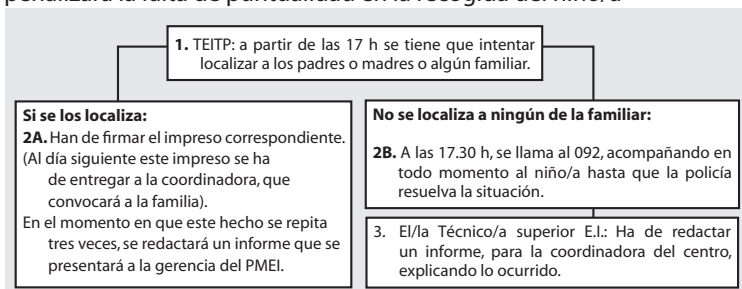 penalizará la falta de puntualidad en la recogida del niño/a
1. TEITP: a partir de las 17 h se tiene que intentar
localizar a los padres o madres o algún familiar.
Si se los localiza:
2A. Han de firmar el impreso correspondiente.
(Al día siguiente este impreso se ha
de entregar a la coordinadora, que
convocará a la familia).
En el momento en que este hecho se repita
tres veces, se redactará un informe que se
presentará a la gerencia del PMEI.
No se localiza a ningún de la familiar:
2B. A las 17.30 h, se llama al 092, acompañando en
todo momento al niño/a hasta que la policía
resuelva la situación.
3. El/la Técnico/a superior E.I.: Ha de redactar
un informe, para la coordinadora del centro,
explicando lo ocurrido.